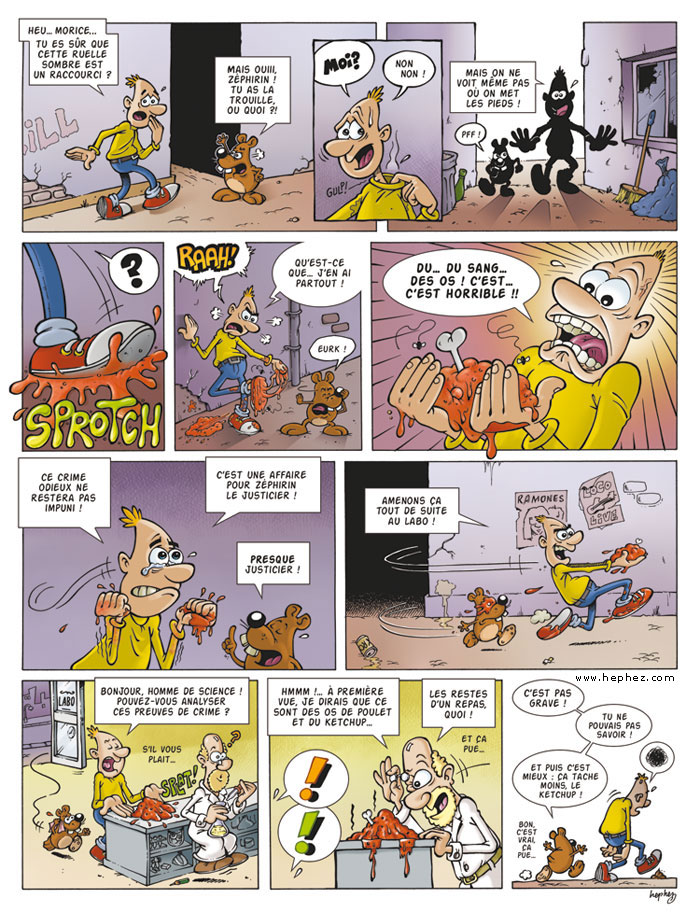 HEU... MORICE...
TU ES SÛR QUE
CETTE RUELLE
SOMBRE EST
UN RACCOURCI ?
MAIS OUIII,
ZÉPHIRIN !
TU AS LA
TROUILLE,
OU QUOI ?!
MOI?
NON
NON !
GUL?!
MAIS ON NE
VOIT MÊME PAS
OÙ ON MET
LES PIEDS !
PFF !
?
SPROTCH
RAAH!
QU'EST-CE
QUE... J'EN AI
PARTOUT !
EURK !
DU... DU SANG...
DES OS ! C'EST...
C'EST HORRIBLE !!
CE CRIME
ODIEUX NE
RESTERA PAS
IMPUNI !
C'EST UNE AFFAIRE
POUR ZÉPHIRIN
LE JUSTICIER !
PRESQUE
JUSTICIER !
AMENONS ÇA
TOUT DE SUITE
AU LABO !
RAMONES
LOCO
LIVE
www.hephez.com
LABO
BONJOUR, HOMME DE SCIENCE !
POUVEZ-VOUS ANALYSER
CES PREUVES DE CRIME ?
S'IL VOUS
PLAIT...
?
HMMM !... À PREMIÈRE
VUE, JE DIRAIS QUE CE
SONT DES OS DE POULET
ET DU KETCHUP...
LES RESTES
D'UN REPAS,
QUOI !
ET ÇA
PUE...
!
!
C'EST PAS
GRAVE !
TU NE
POUVAIS PAS
SAVOIR !
ET PUIS C'EST
MIEUX : ÇA TACHE
MOINS, LE
KETCHUP !
BON,
C'EST
VRAI,
ÇA
PUE...
hephez